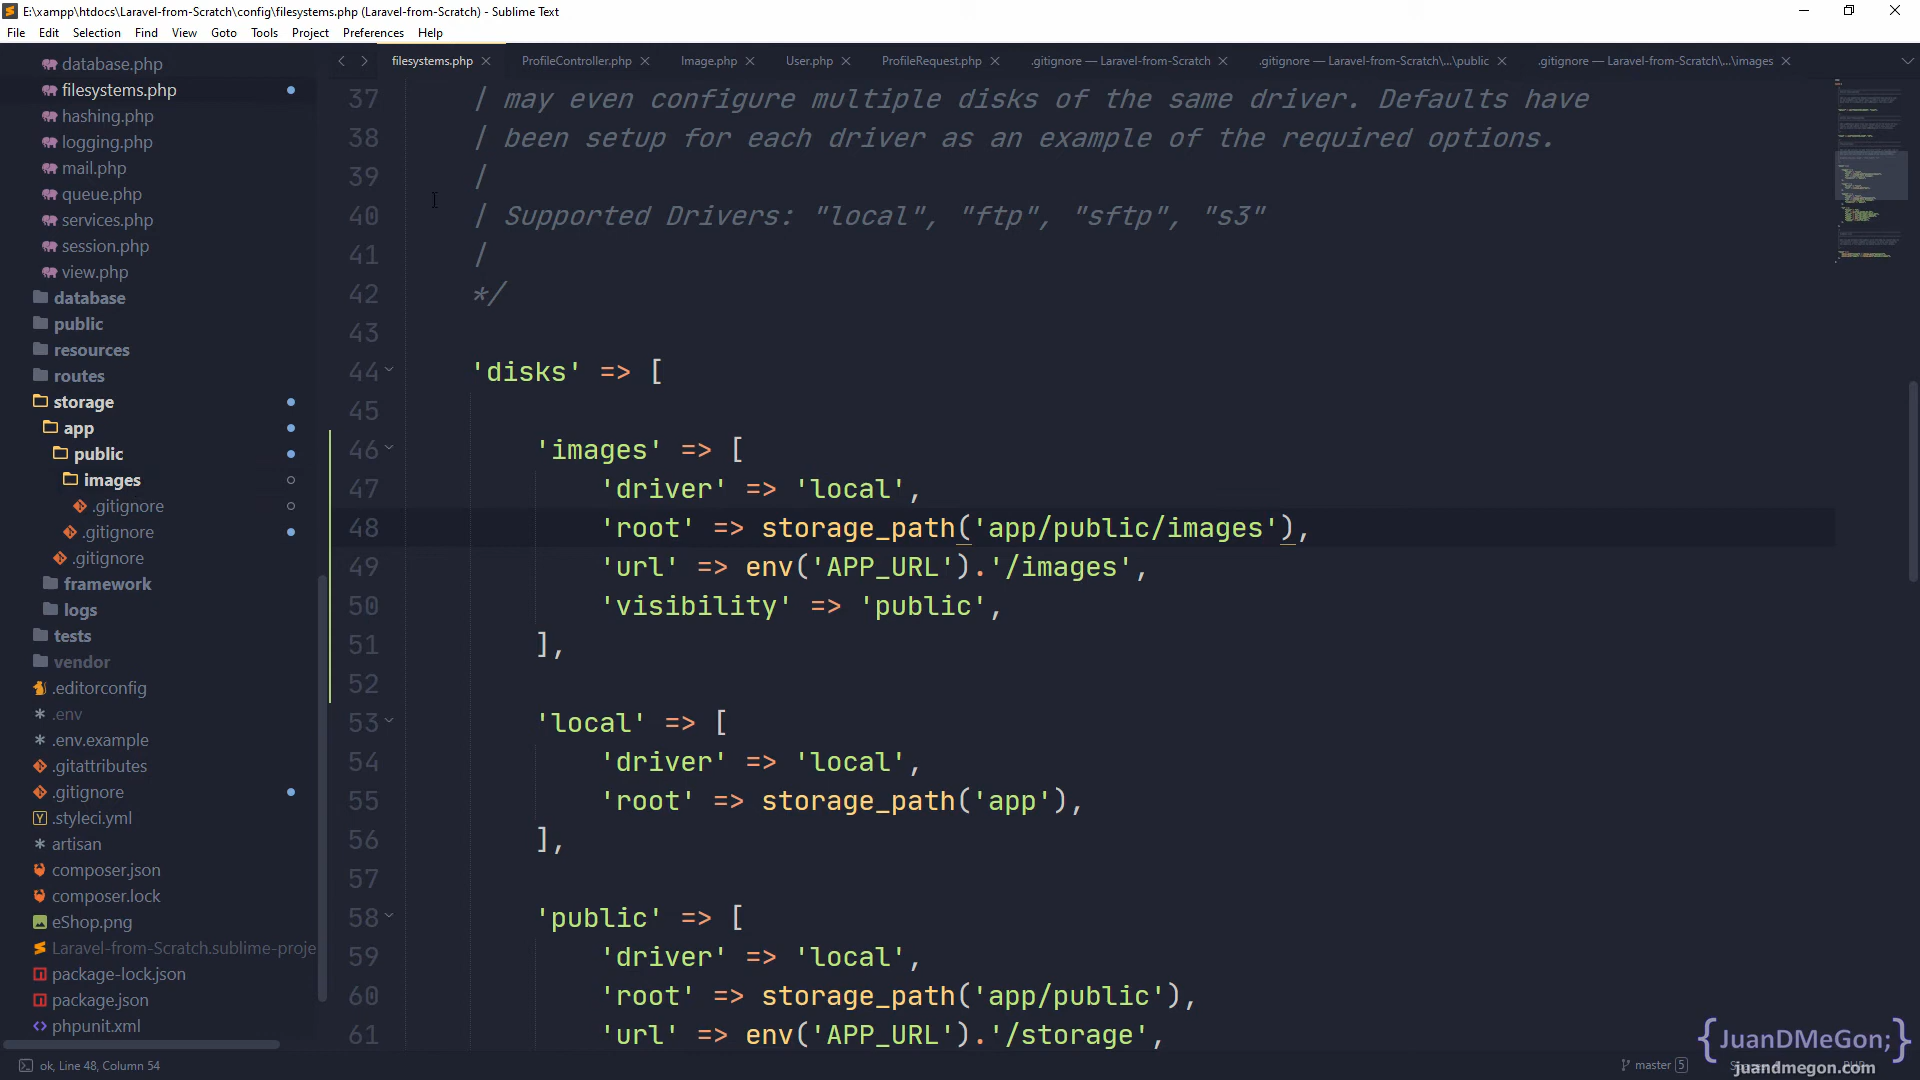 E:\xampp\htdocs\Laravel-from-Scratch\config\filesystems.php (Laravel-from-Scratch) - Sublime Text
File Edit Selection Find View Goto Tools Project Preferences Help
database.php
filesystems.php
hashing.php
logging.php
mail.php
queue.php
services.php
session.php
view.php
database
public
resources
routes
storage
app
public
images
.gitignore
.gitignore
.gitignore
framework
logs
tests
vendor
.editorconfig
.env
.env.example
.gitattributes
.gitignore
.styleci.yml
artisan
composer.json
composer.lock
eShop.png
Laravel-from-Scratch.sublime-proje
package-lock.json
package.json
phpunit.xml
filesystems.php ProfileController.php Image.php User.php ProfileRequest.php .gitignore — Laravel-from-Scratch .gitignore — Laravel-from-Scratch\...\public .gitignore — Laravel-from-Scratch\...\images
37 | may even configure multiple disks of the same driver. Defaults have
38 | been setup for each driver as an example of the required options.
39 |
40 | Supported Drivers: "local", "ftp", "sftp", "s3"
41 |
42 */
43
44 'disks' => [
45
46 'images' => [
47 'driver' => 'local',
48 'root' => storage_path('app/public/images'),
49 'url' => env('APP_URL').'/images',
50 'visibility' => 'public',
51 ],
52
53 'local' => [
54 'driver' => 'local',
55 'root' => storage_path('app'),
56 ],
57
58 'public' => [
59 'driver' => 'local',
60 'root' => storage_path('app/public'),
61 'url' => env('APP_URL').'/storage',
ok, Line 48, Column 54
master 5
{JuanDMeGon;}
juandmegon.com